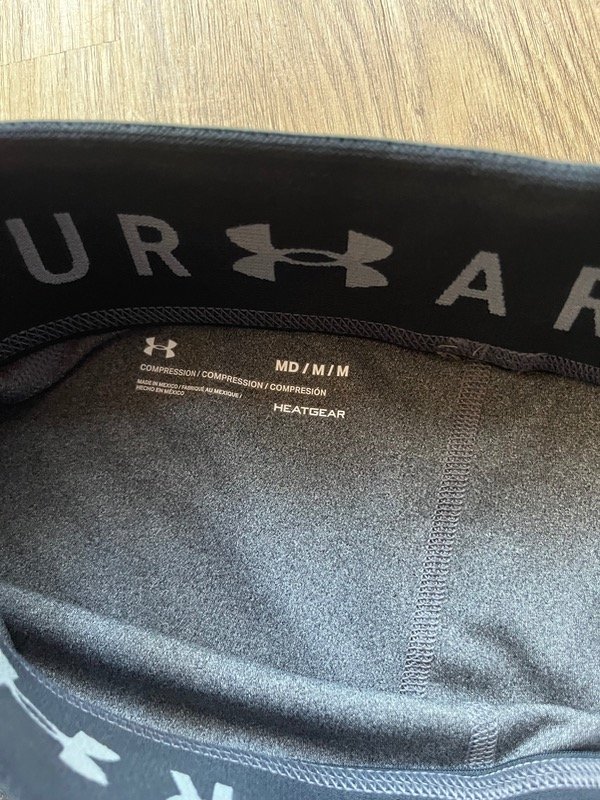 UR AR
MD / M / M
COMPRESSION / COMPRESSION / COMPRESIÓN
MADE IN MEXICO / FABRIQUÉ AU MEXIQUE /
HECHO EN MÉXICO
HEATGEAR
R